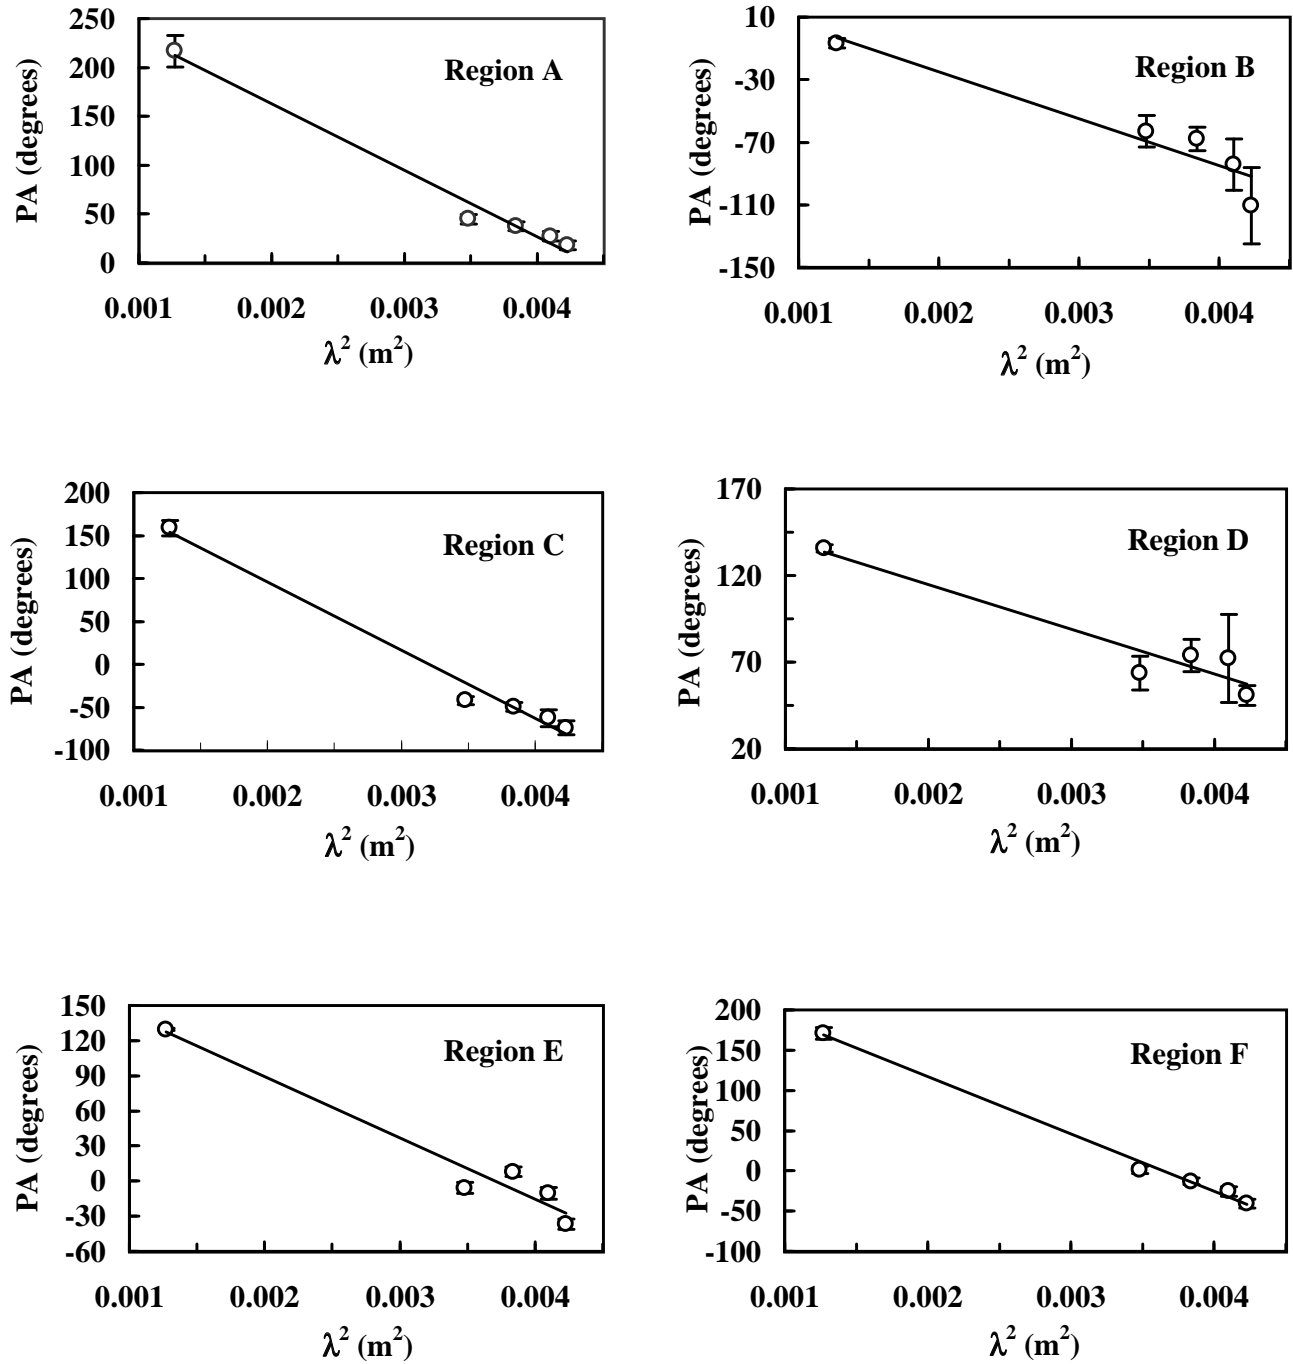 250
200
150
100
50
0
PA (degrees)
Region A
0.001 0.002 0.003 0.004
λ² (m²)
10
-30
-70
-110
-150
PA (degrees)
Region B
0.001 0.002 0.003 0.004
λ² (m²)
200
150
100
50
0
-50
-100
PA (degrees)
Region C
0.001 0.002 0.003 0.004
λ² (m²)
170
120
70
20
PA (degrees)
Region D
0.001 0.002 0.003 0.004
λ² (m²)
150
120
90
60
30
0
-30
-60
PA (degrees)
Region E
0.001 0.002 0.003 0.004
λ² (m²)
200
150
100
50
0
-50
-100
PA (degrees)
Region F
0.001 0.002 0.003 0.004
λ² (m²)